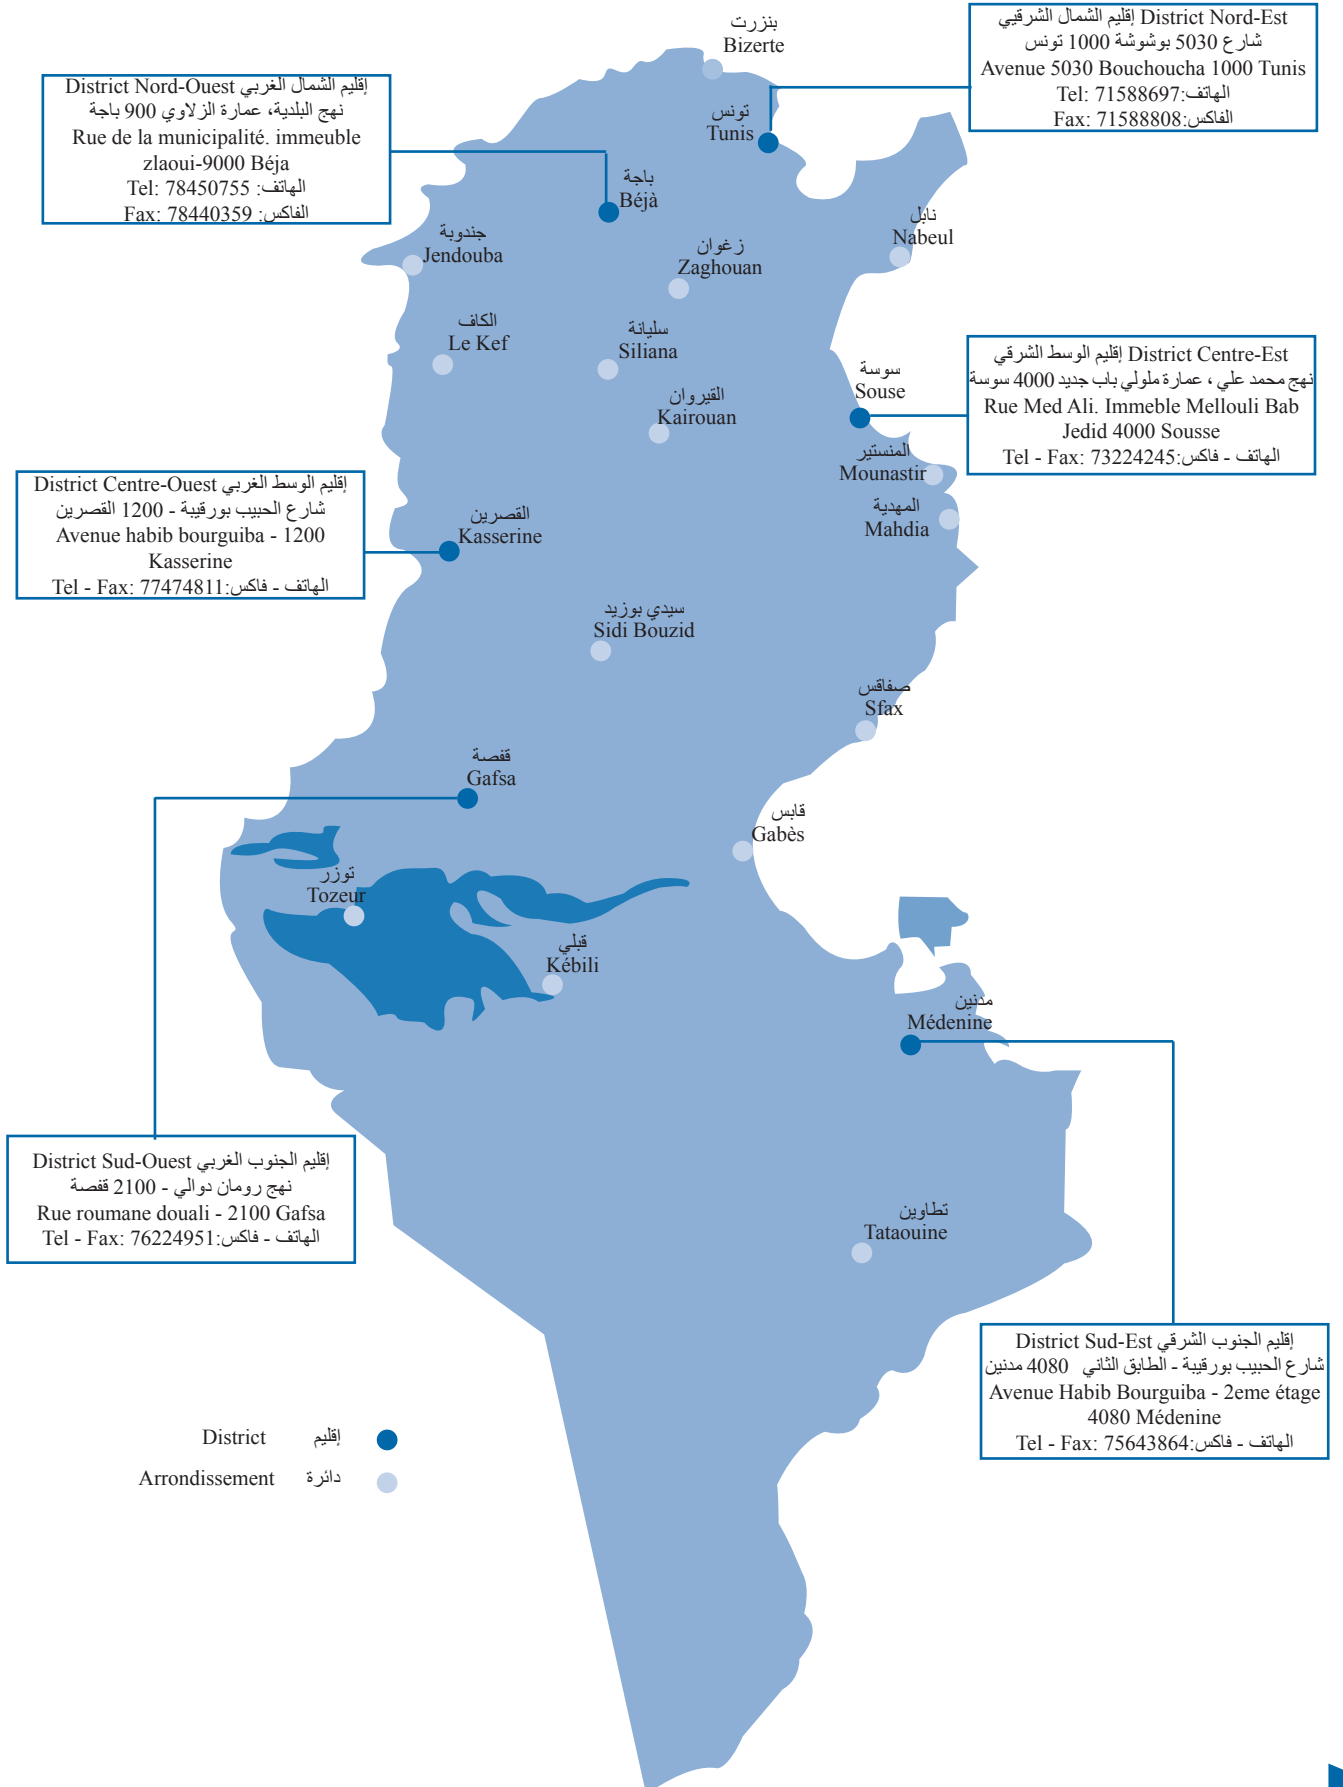 بنزرت
Bizerte
إقليم الشمال الشرقيي District Nord-Est
شارع 5030 بوشوشة 1000 تونس
Avenue 5030 Bouchoucha 1000 Tunis
Tel: 71588697:الهاتف
Fax: 71588808:الفاكس
إقليم الشمال الغربي District Nord-Ouest
نهج البلدية، عمارة الزلاوي 900 باجة
Rue de la municipalité. immeuble
zlaoui-9000 Béja
Tel: 78450755 :الهاتف
Fax: 78440359 :الفاكس
تونس
Tunis
باجة
Béjà
نابل
Nabeul
جندوبة
Jendouba
زغوان
Zaghouan
الكاف
Le Kef
سليانة
Siliana
إقليم الوسط الشرقي District Centre-Est
نهج محمد علي ، عمارة ملولي باب جديد 4000 سوسة
Rue Med Ali. Immeble Mellouli Bab
Jedid 4000 Sousse
Tel - Fax: 73224245:الهاتف - فاكس
سوسة
Souse
القيروان
Kairouan
المنستير
Mounastir
المهدية
Mahdia
إقليم الوسط الغربي District Centre-Ouest
شارع الحبيب بورقيبة - 1200 القصرين
Avenue habib bourguiba - 1200
Kasserine
Tel - Fax: 77474811:الهاتف - فاكس
القصرين
Kasserine
سيدي بوزيد
Sidi Bouzid
صفاقس
Sfax
قفصة
Gafsa
قابس
Gabès
توزر
Tozeur
قبلي
Kébili
مدنين
Médenine
إقليم الجنوب الغربي District Sud-Ouest
نهج رومان دوالي - 2100 قفصة
Rue roumane douali - 2100 Gafsa
Tel - Fax: 76224951:الهاتف - فاكس
تطاوين
Tataouine
إقليم الجنوب الشرقي District Sud-Est
شارع الحبيب بورقيبة - الطابق الثاني 4080 مدنين
Avenue Habib Bourguiba - 2eme étage
4080 Médenine
Tel - Fax: 75643864:الهاتف - فاكس
District إقليم
Arrondissement دائرة